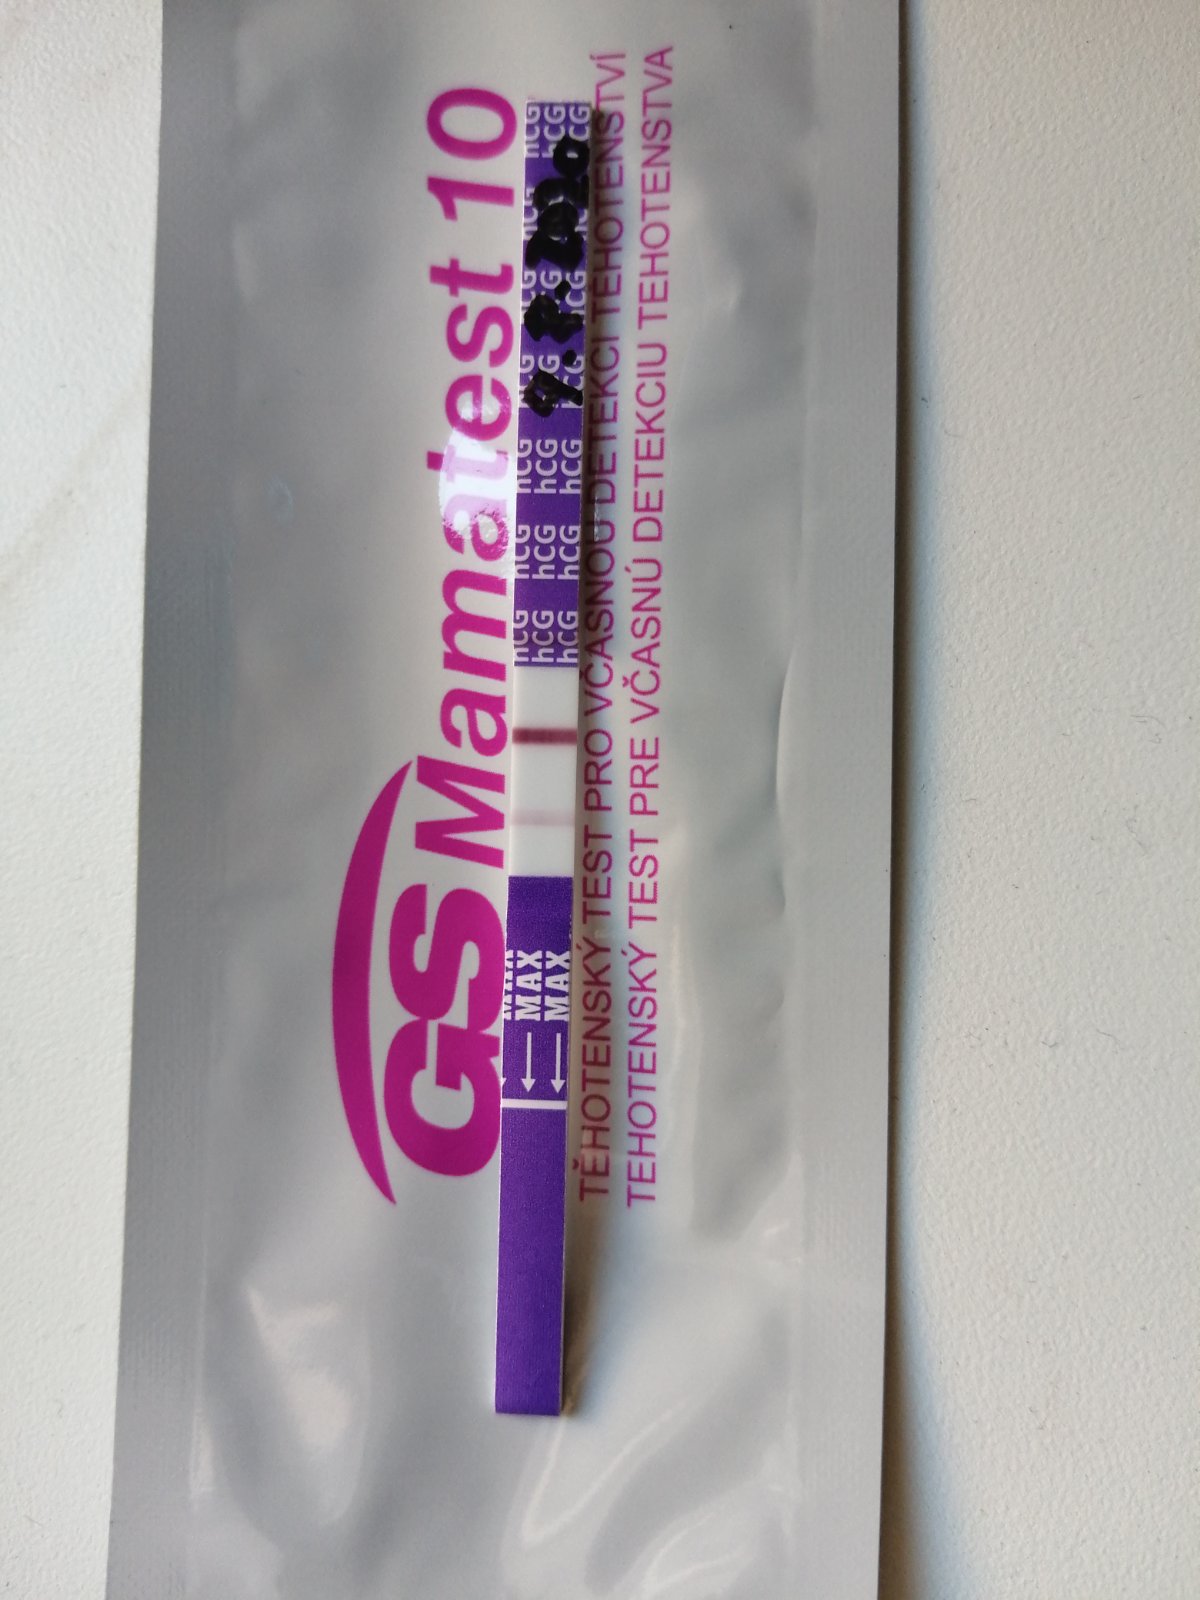 GS Mamatest 10
TĚHOTENSKÝ TEST PRO VČASNOU DETEKCI TĚHOTENSTVÍ
TEHOTENSKÝ TEST PRE VČASNÚ DETEKCIU TEHOTENSTVA
hCG hCG hCG hCG
hCG hCG hCG hCG hCG
hCG hCG hCG hCG hCG
MAX
MAX
MAX